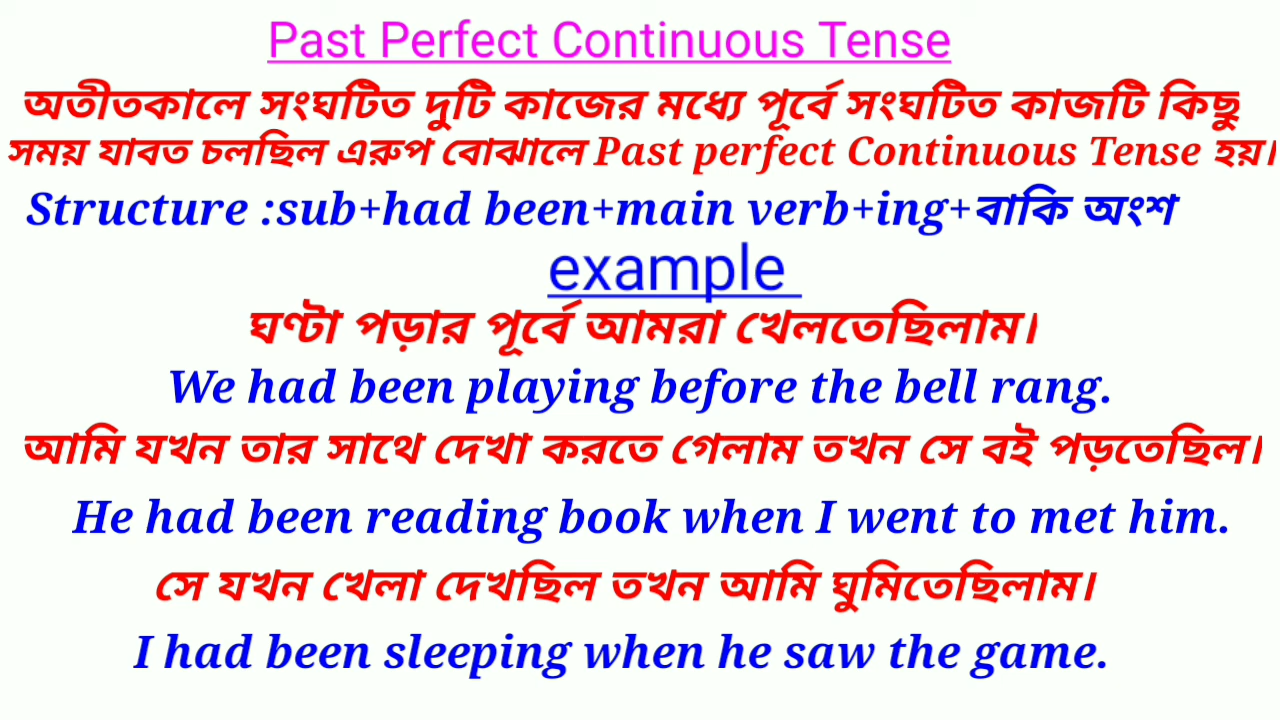 Past Perfect Continuous Tense
অতীতকালে সংঘটিত দুটি কাজের মধ্যে পূর্বে সংঘটিত কাজটি কিছু
সময় যাবত চলছিল এরুপ বোঝালে Past perfect Continuous Tense হয়।
Structure :sub+had been+main verb+ing+বাকি অংশ
example
ঘণ্টা পড়ার পূর্বে আমরা খেলতেছিলাম।
We had been playing before the bell rang.
আমি যখন তার সাথে দেখা করতে গেলাম তখন সে বই পড়তেছিল।
He had been reading book when I went to met him.
সে যখন খেলা দেখছিল তখন আমি ঘুমিতেছিলাম।
I had been sleeping when he saw the game.